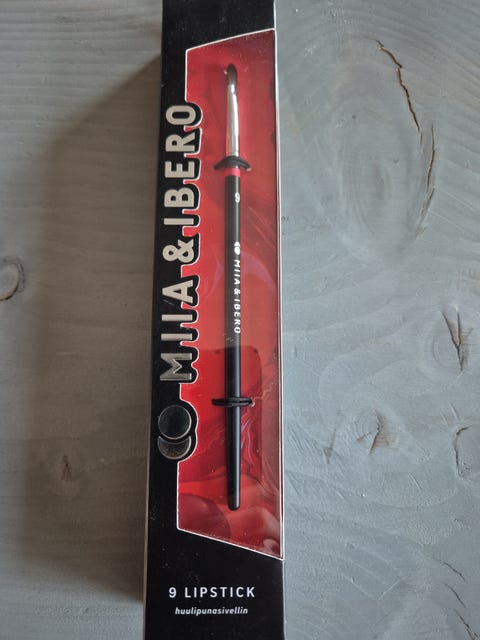 MIIA & IBERO
9
MIIA & IBERO
9 LIPSTICK
huulipunasivellin